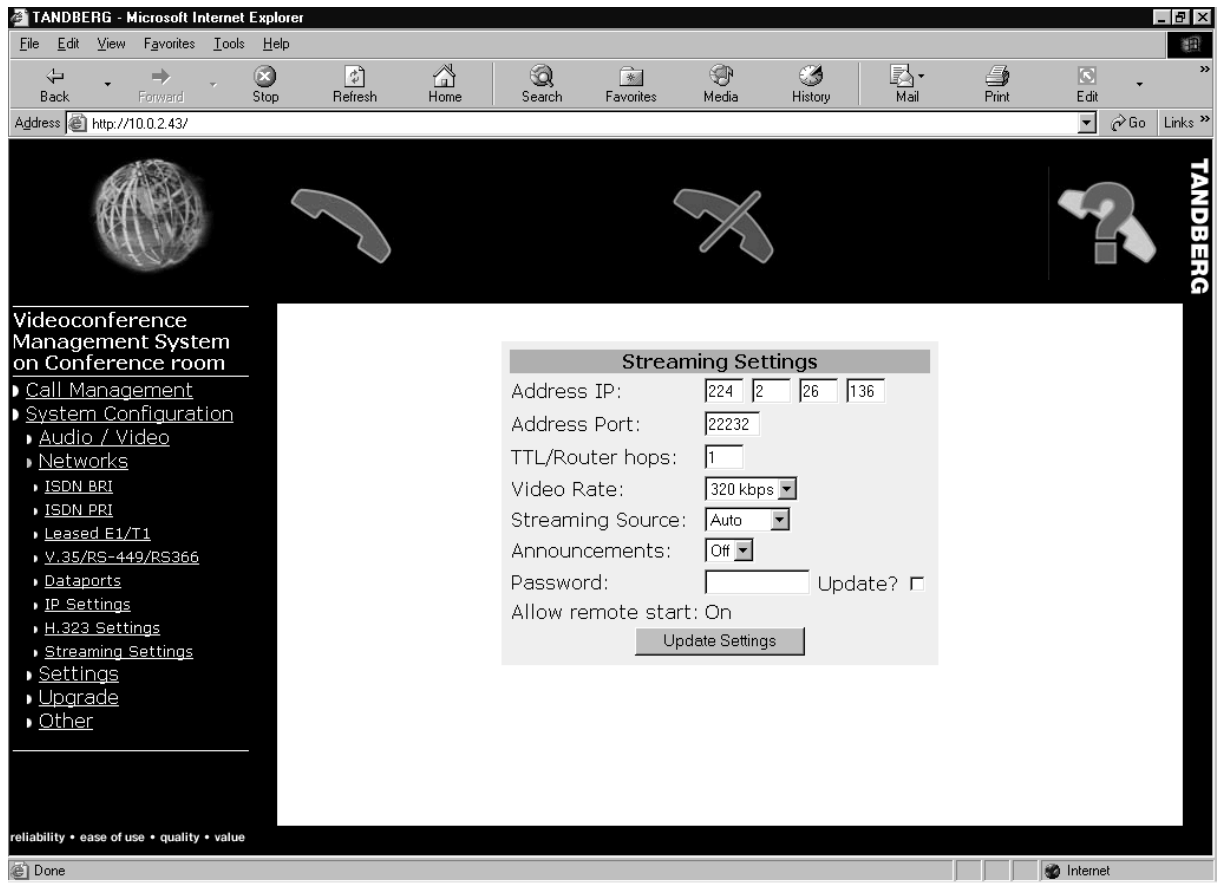 TANDBERG - Microsoft Internet Explorer
File Edit View Favorites Tools Help
Back Forward Stop Refresh Home Search Favorites Media History Mail Print Edit »
Address http://10.0.2.43/ Go Links »
TANDBERG
Videoconference
Management System
on Conference room
Call Management
System Configuration
Audio / Video
Networks
ISDN BRI
ISDN PRI
Leased E1/T1
V.35/RS-449/RS366
Dataports
IP Settings
H.323 Settings
Streaming Settings
Settings
Upgrade
Other
reliability • ease of use • quality • value
Streaming Settings
Address IP: 224 2 26 136
Address Port: 22232
TTL/Router hops: 1
Video Rate: 320 kbps
Streaming Source: Auto
Announcements: Off
Password: Update?
Allow remote start: On
Update Settings
Done Internet